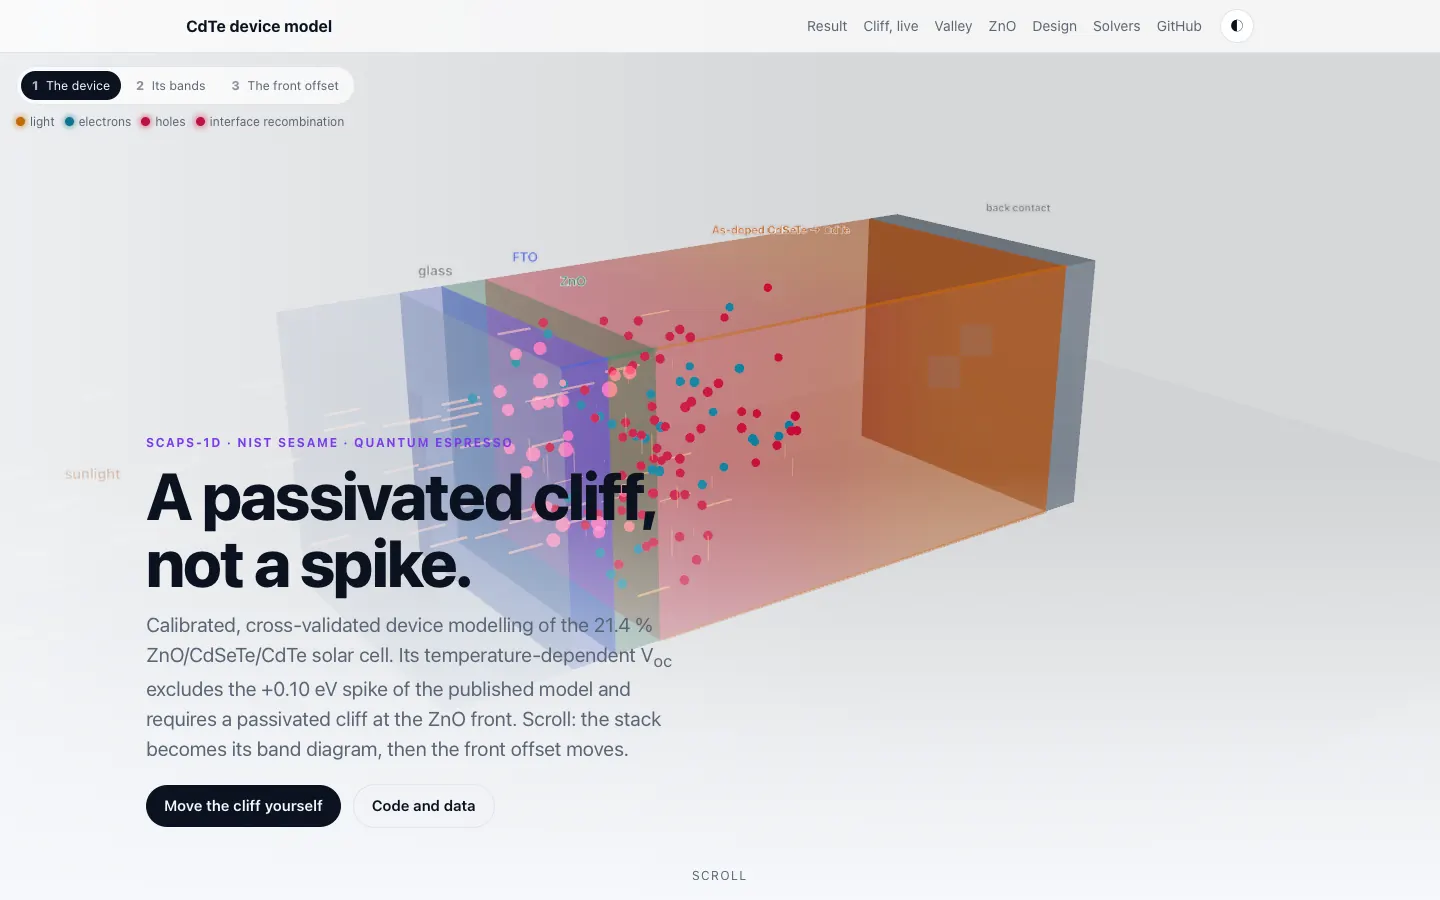 CdTe device model
Result Cliff, live Valley ZnO Design Solvers GitHub
1 The device 2 Its bands 3 The front offset
light electrons holes interface recombination
back contact
As-doped CdSeTe→CdTe
FTO
glass
ZnO
SCAPS-1D · NIST SESAME · QUANTUM ESPRESSO
sunlight
A passivated cliff,
not a spike.
Calibrated, cross-validated device modelling of the 21.4 %
ZnO/CdSeTe/CdTe solar cell. Its temperature-dependent Voc
excludes the +0.10 eV spike of the published model and
requires a passivated cliff at the ZnO front. Scroll: the stack
becomes its band diagram, then the front offset moves.
Move the cliff yourself Code and data
SCROLL